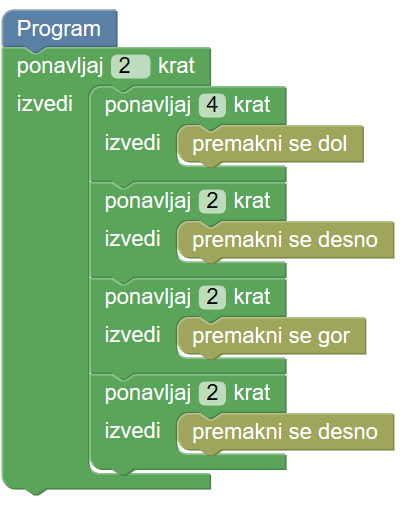 Program
ponavljaj 2 krat
izvedi
ponavljaj 4 krat
izvedi premakni se dol
ponavljaj 2 krat
izvedi premakni se desno
ponavljaj 2 krat
izvedi premakni se gor
ponavljaj 2 krat
izvedi premakni se desno